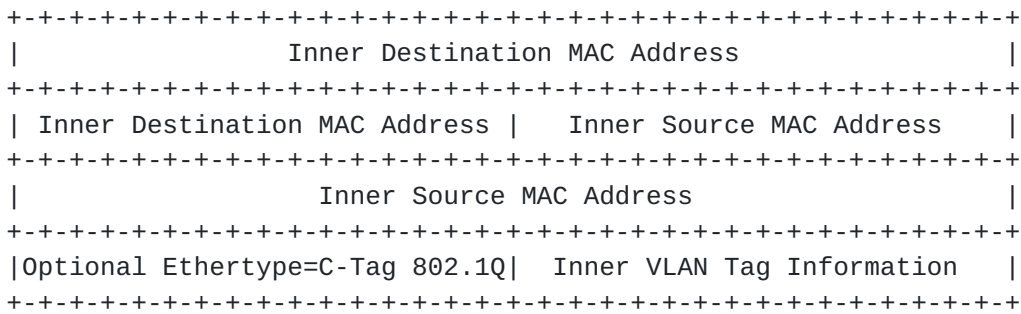 +-+-+-+-+-+-+-+-+-+-+-+-+-+-+-+-+-+-+-+-+-+-+-+-+-+-+-+-+-+-+-+-+
|                 Inner Destination MAC Address                 |
+-+-+-+-+-+-+-+-+-+-+-+-+-+-+-+-+-+-+-+-+-+-+-+-+-+-+-+-+-+-+-+-+
| Inner Destination MAC Address |   Inner Source MAC Address    |
+-+-+-+-+-+-+-+-+-+-+-+-+-+-+-+-+-+-+-+-+-+-+-+-+-+-+-+-+-+-+-+-+
|                   Inner Source MAC Address                    |
+-+-+-+-+-+-+-+-+-+-+-+-+-+-+-+-+-+-+-+-+-+-+-+-+-+-+-+-+-+-+-+-+
|Optional Ethertype=C-Tag 802.1Q|  Inner VLAN Tag Information   |
+-+-+-+-+-+-+-+-+-+-+-+-+-+-+-+-+-+-+-+-+-+-+-+-+-+-+-+-+-+-+-+-+